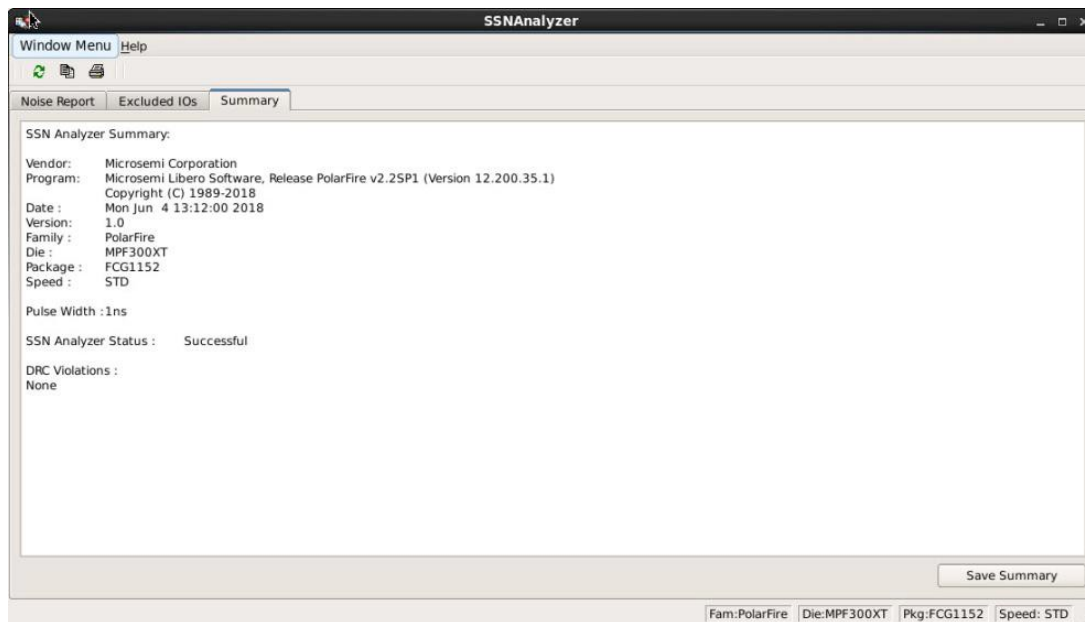 SSNAnalyzer
Window Menu Help
Noise Report Excluded IOs Summary
SSN Analyzer Summary:
Vendor: Microsemi Corporation
Program: Microsemi Libero Software, Release PolarFire v2.2SP1 (Version 12.200.35.1)
Copyright (C) 1989-2018
Date : Mon Jun 4 13:12:00 2018
Version: 1.0
Family : PolarFire
Die : MPF300XT
Package : FCG1152
Speed : STD
Pulse Width :1ns
SSN Analyzer Status : Successful
DRC Violations :
None
Save Summary
Fam:PolarFire Die:MPF300XT Pkg:FCG1152 Speed: STD